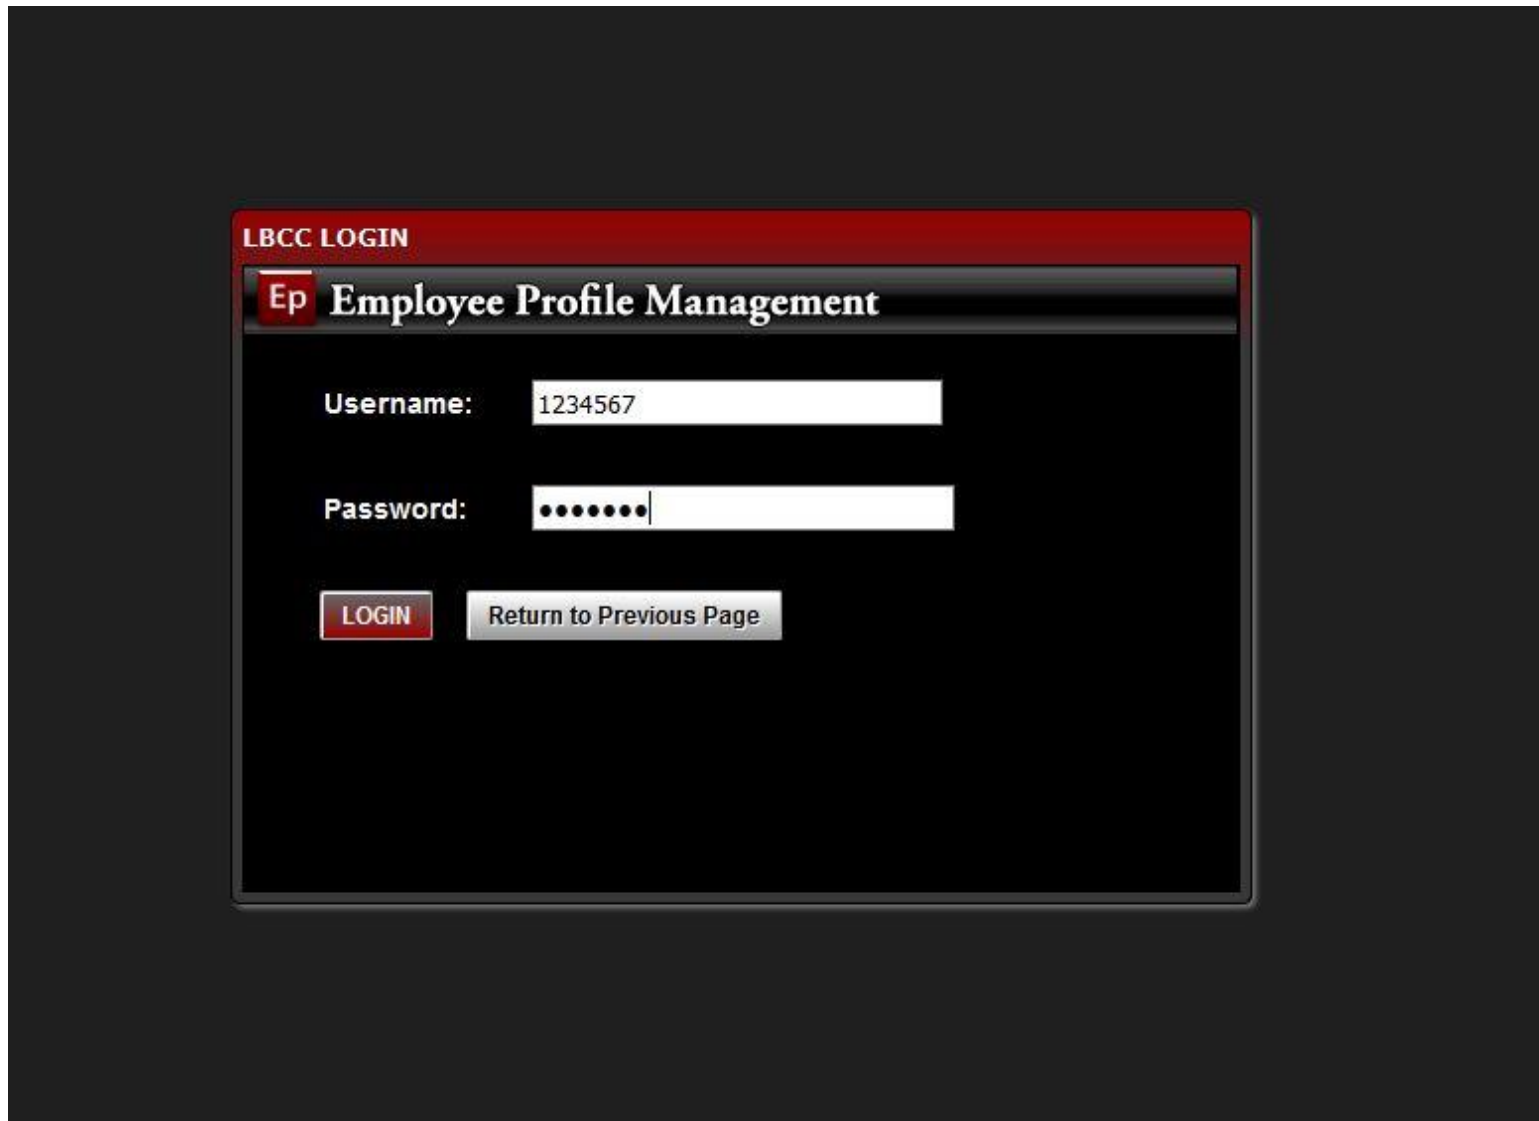 LBCC LOGIN
Ep Employee Profile Management
Username: 1234567
Password: •••••••
LOGIN Return to Previous Page